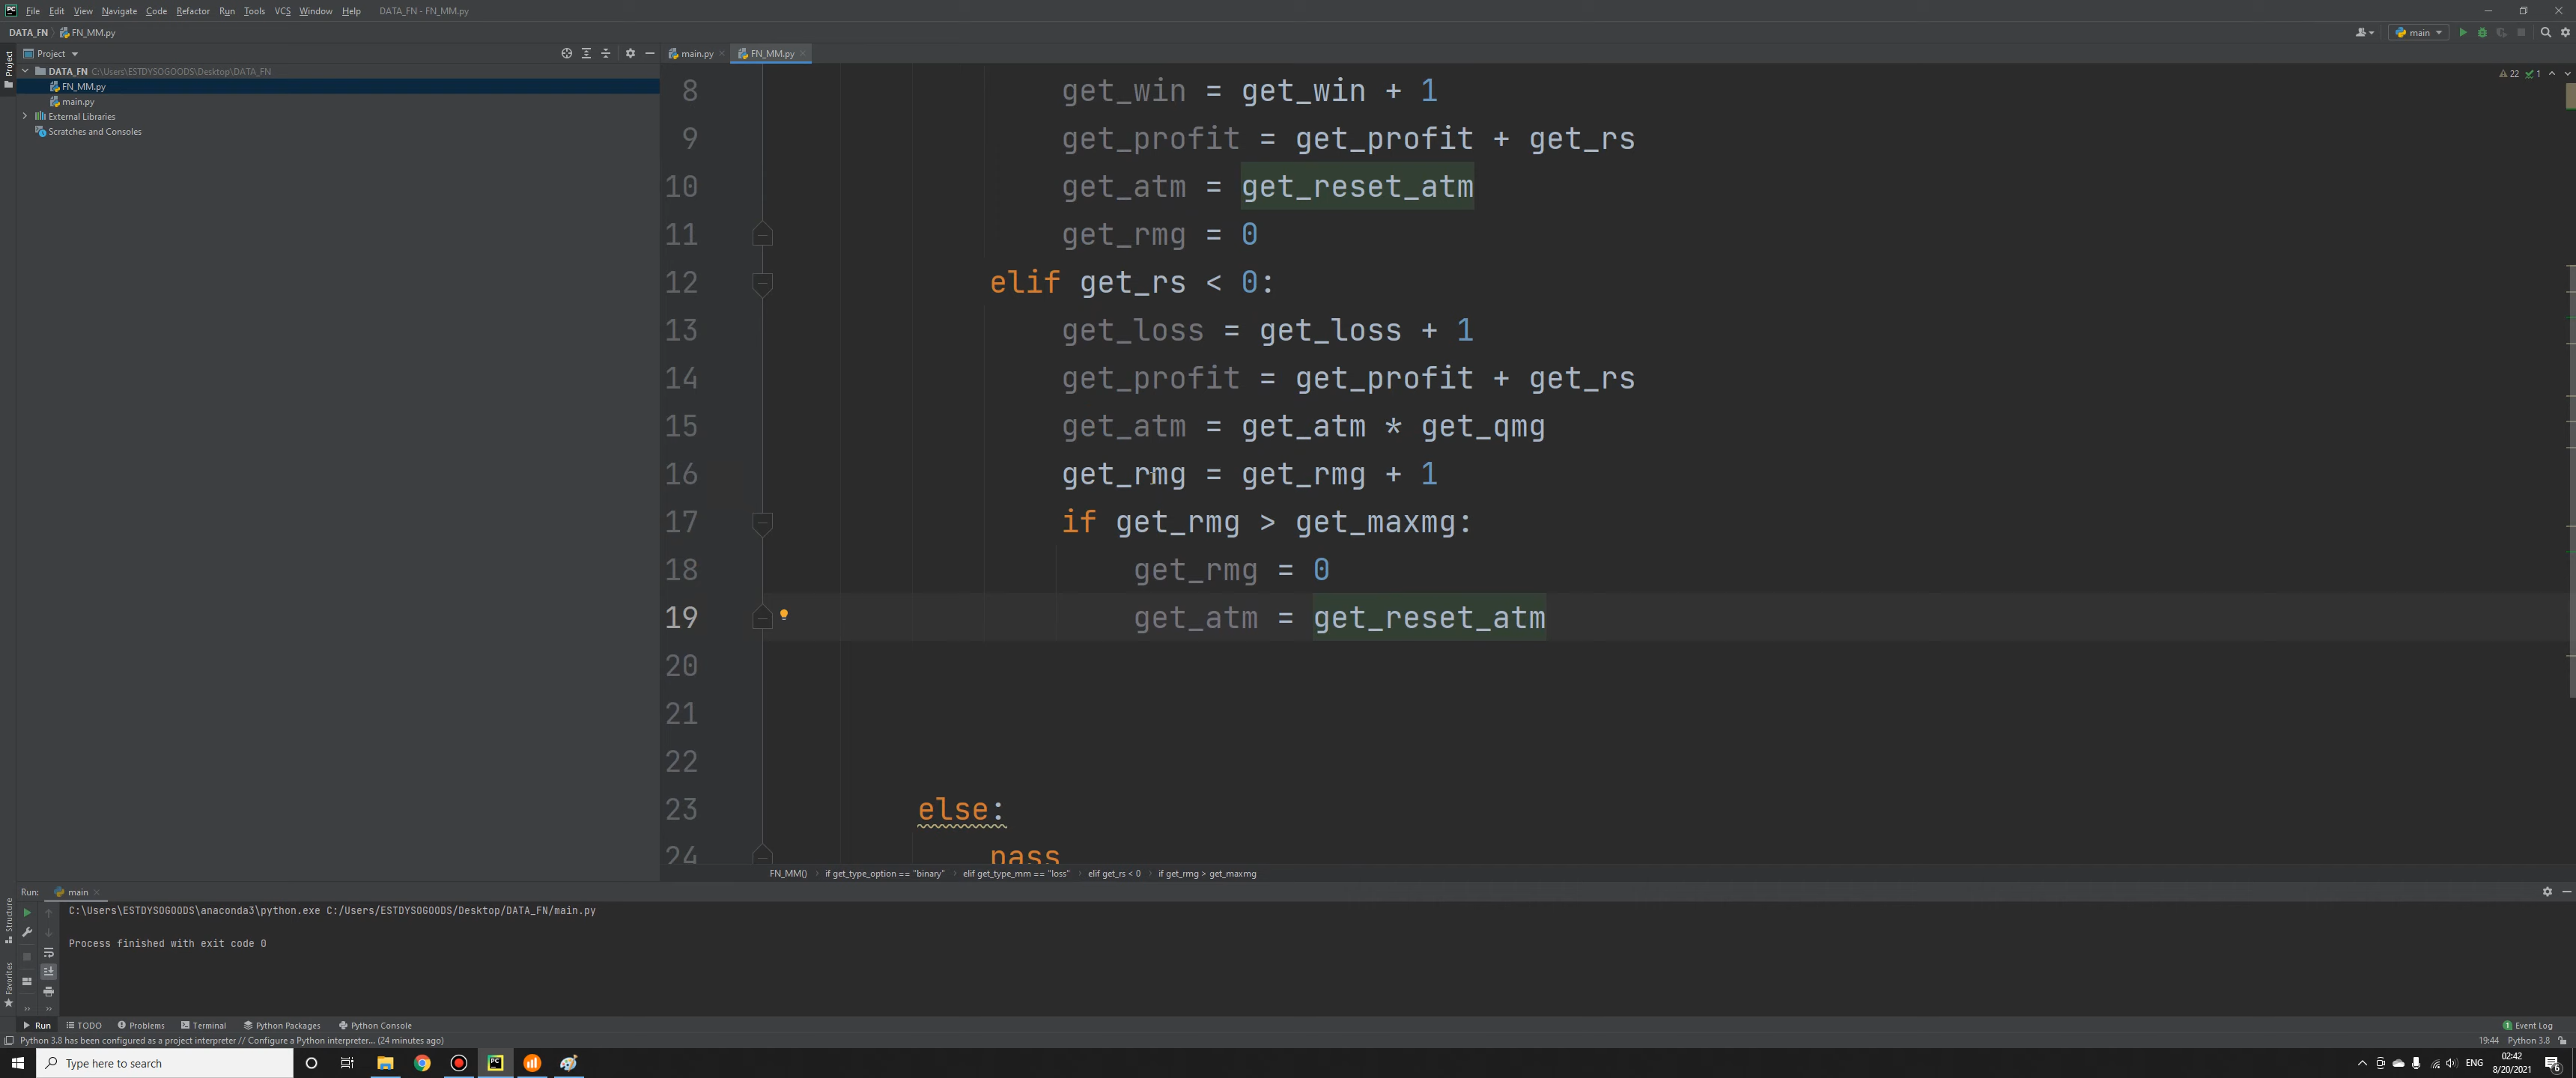 File Edit View Navigate Code Refactor Run Tools VCS Window Help DATA_FN - FN_MM.py
DATA_FN FN_MM.py main
Project main.py FN_MM.py
DATA_FN C:\Users\ESTDYSOGOODS\Desktop\DATA_FN
FN_MM.py
main.py
External Libraries
Scratches and Consoles
Project
22 1
8 get_win = get_win + 1
9 get_profit = get_profit + get_rs
10 get_atm = get_reset_atm
11 get_rmg = 0
12 elif get_rs < 0:
13 get_loss = get_loss + 1
14 get_profit = get_profit + get_rs
15 get_atm = get_atm * get_qmg
16 get_rmg = get_rmg + 1
17 if get_rmg > get_maxmg:
18 get_rmg = 0
19 get_atm = get_reset_atm
20
21
22
23 else:
24 pass
FN_MM() if get_type_option == "binary" elif get_type_mm == "loss" elif get_rs < 0 if get_rmg > get_maxmg
Run: main
C:\Users\ESTDYSOGOODS\anaconda3\python.exe C:/Users/ESTDYSOGOODS/Desktop/DATA_FN/main.py
Process finished with exit code 0
Structure
Favorites
Run TODO Problems Terminal Python Packages Python Console 1 Event Log
Python 3.8 has been configured as a project interpreter // Configure a Python interpreter... (24 minutes ago) 19:44 Python 3.8
Type here to search ENG 02:42
8/20/2021 6